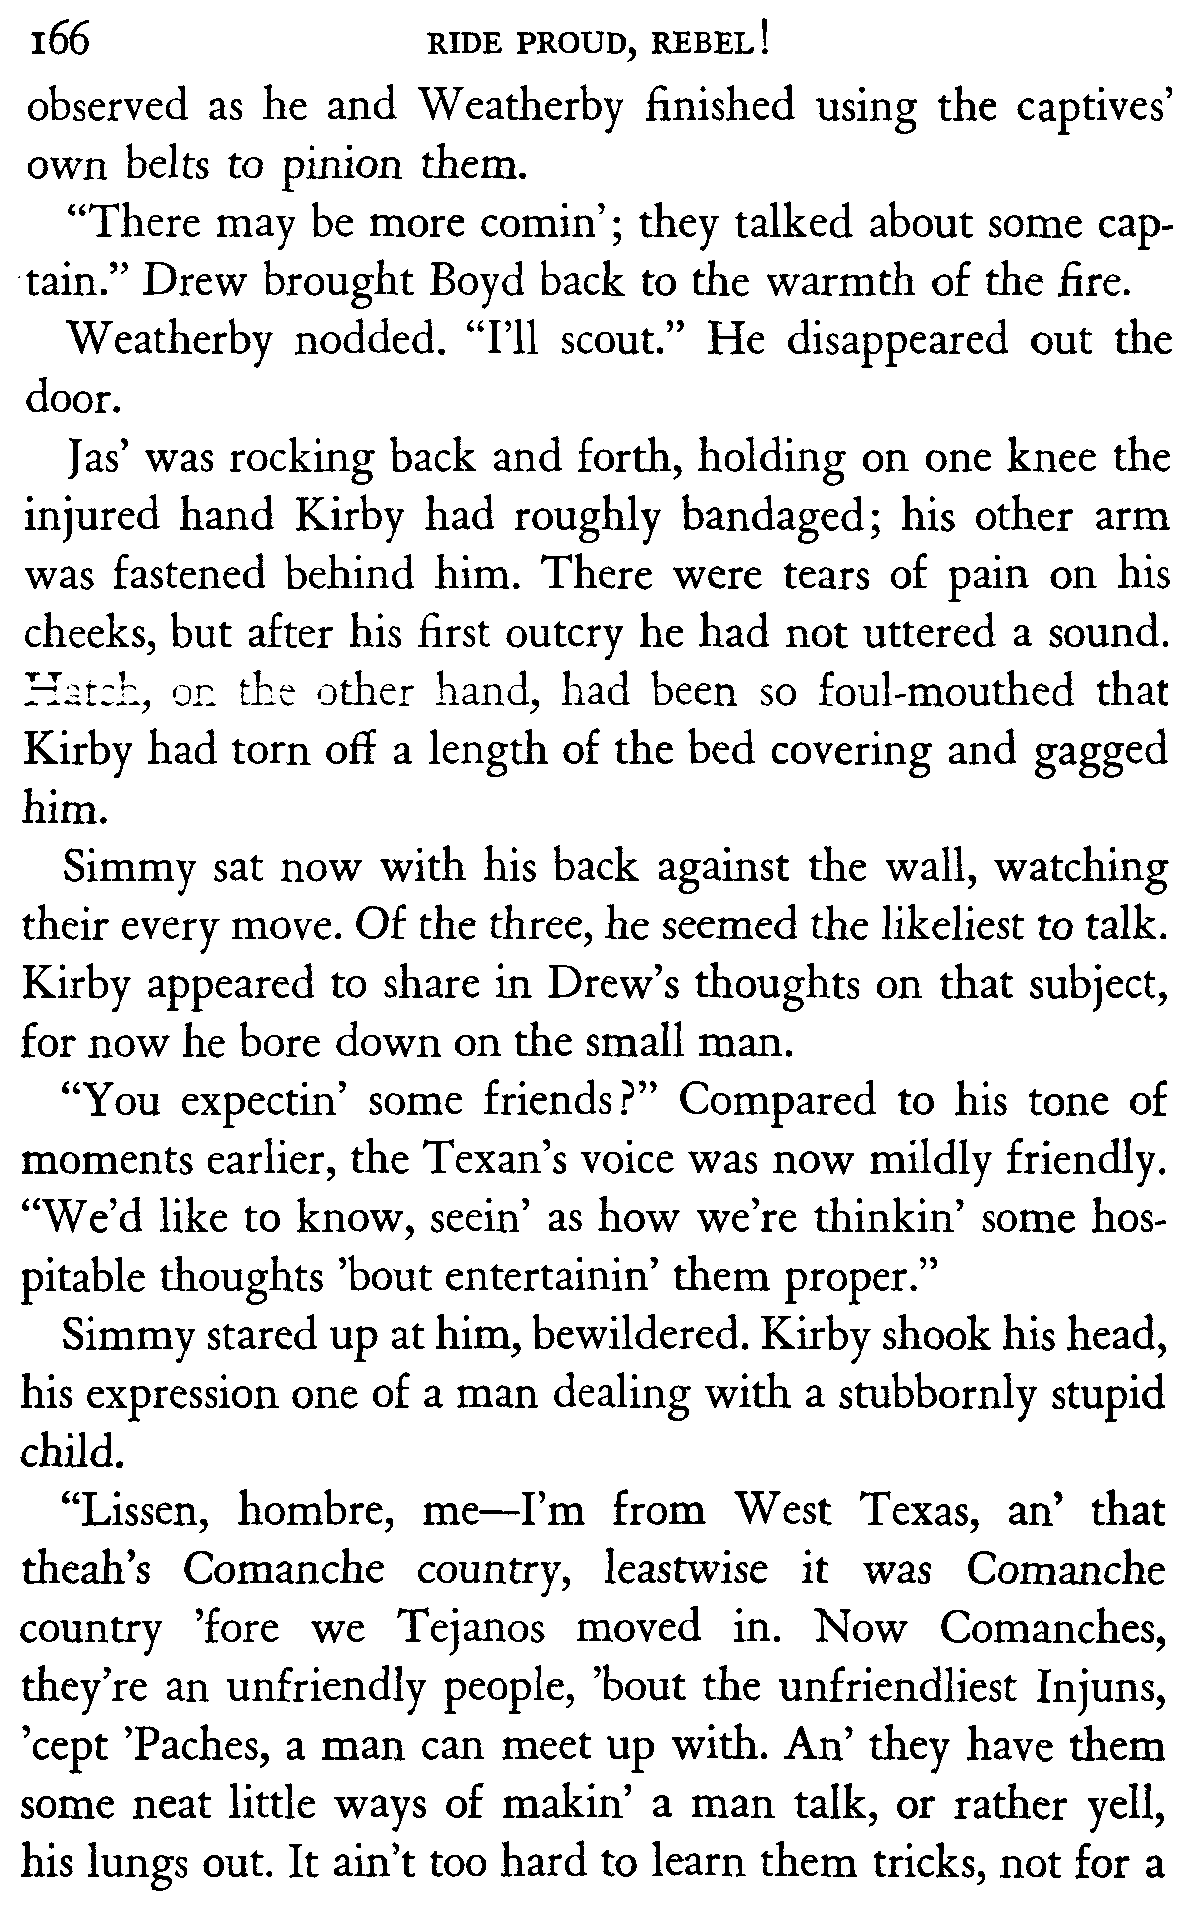 166 RIDE PROUD, REBEL!
observed as he and Weatherby finished using the captives’
own belts to pinion them.
“There may be more comin’; they talked about some cap-
tain.” Drew brought Boyd back to the warmth of the fire.
Weatherby nodded. “I’ll scout.” He disappeared out the
door.
Jas’ was rocking back and forth, holding on one knee the
injured hand Kirby had roughly bandaged; his other arm
was fastened behind him. There were tears of pain on his
cheeks, but after his first outcry he had not uttered a sound.
Hatch, on the other hand, had been so foul-mouthed that
Kirby had torn off a length of the bed covering and gagged
him.
Simmy sat now with his back against the wall, watching
their every move. Of the three, he seemed the likeliest to talk.
Kirby appeared to share in Drew’s thoughts on that subject,
for now he bore down on the small man.
“You expectin’ some friends?” Compared to his tone of
moments earlier, the Texan’s voice was now mildly friendly.
“We’d like to know, seein’ as how we’re thinkin’ some hos-
pitable thoughts ’bout entertainin’ them proper.”
Simmy stared up at him, bewildered. Kirby shook his head,
his expression one of a man dealing with a stubbornly stupid
child.
“Lissen, hombre, me—I’m from West Texas, an’ that
theah’s Comanche country, leastwise it was Comanche
country ’fore we Tejanos moved in. Now Comanches,
they’re an unfriendly people, ’bout the unfriendliest Injuns,
’cept ’Paches, a man can meet up with. An’ they have them
some neat little ways of makin’ a man talk, or rather yell,
his lungs out. It ain’t too hard to learn them tricks, not for a